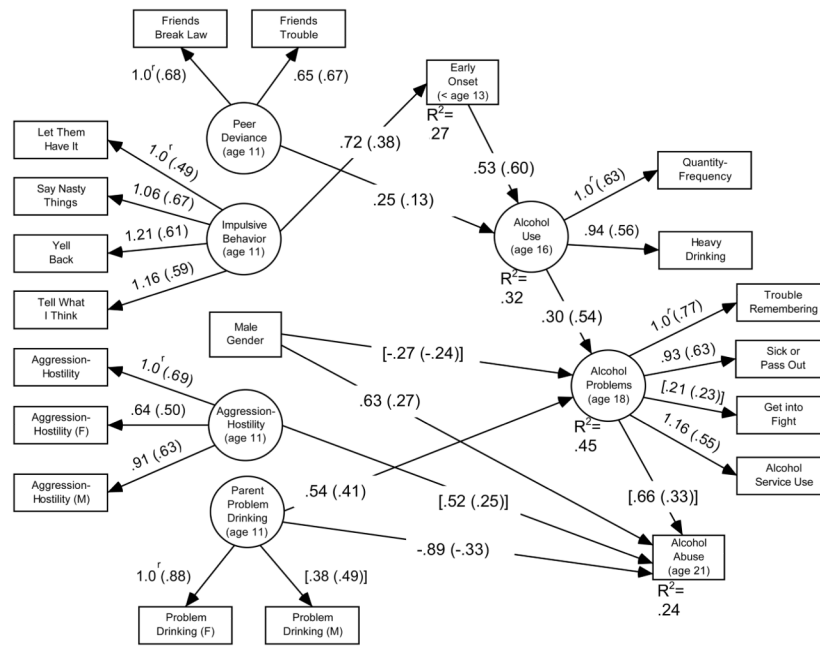 Friends
Break Law
Friends
Trouble
1.0r(.68)
.65 (.67)
Early
Onset
(< age 13)
R2=
27
Peer
Deviance
(age 11)
.72 (.38)
Let Them
Have It
1.0r(.49)
Say Nasty
Things
1.06 (.67)
Yell
Back
1.21 (.61)
Tell What
I Think
1.16 (.59)
Impulsive
Behavior
(age 11)
.25 (.13)
.53 (.60)
Alcohol
Use
(age 16)
R2=
.32
1.0r(.63)
Quantity-
Frequency
.94 (.56)
Heavy
Drinking
.30 (.54)
Male
Gender
[-.27 (-.24)]
.63 (.27)
Alcohol
Problems
(age 18)
R2=
.45
1.0r(.77)
Trouble
Remembering
.93 (.63)
Sick or
Pass Out
[.21 (.23)]
Get into
Fight
1.16 (.55)
Alcohol
Service Use
Aggression-
Hostility
1.0r(.69)
Aggression-
Hostility (F)
.64 (.50)
Aggression-
Hostility (M)
.91 (.63)
Aggression-
Hostility
(age 11)
.54 (.41)
[.52 (.25)]
[.66 (.33)]
Parent
Problem
Drinking
(age 11)
-.89 (-.33)
Alcohol
Abuse
(age 21)
R2=
.24
1.0r(.88)
[.38 (.49)]
Problem
Drinking (F)
Problem
Drinking (M)